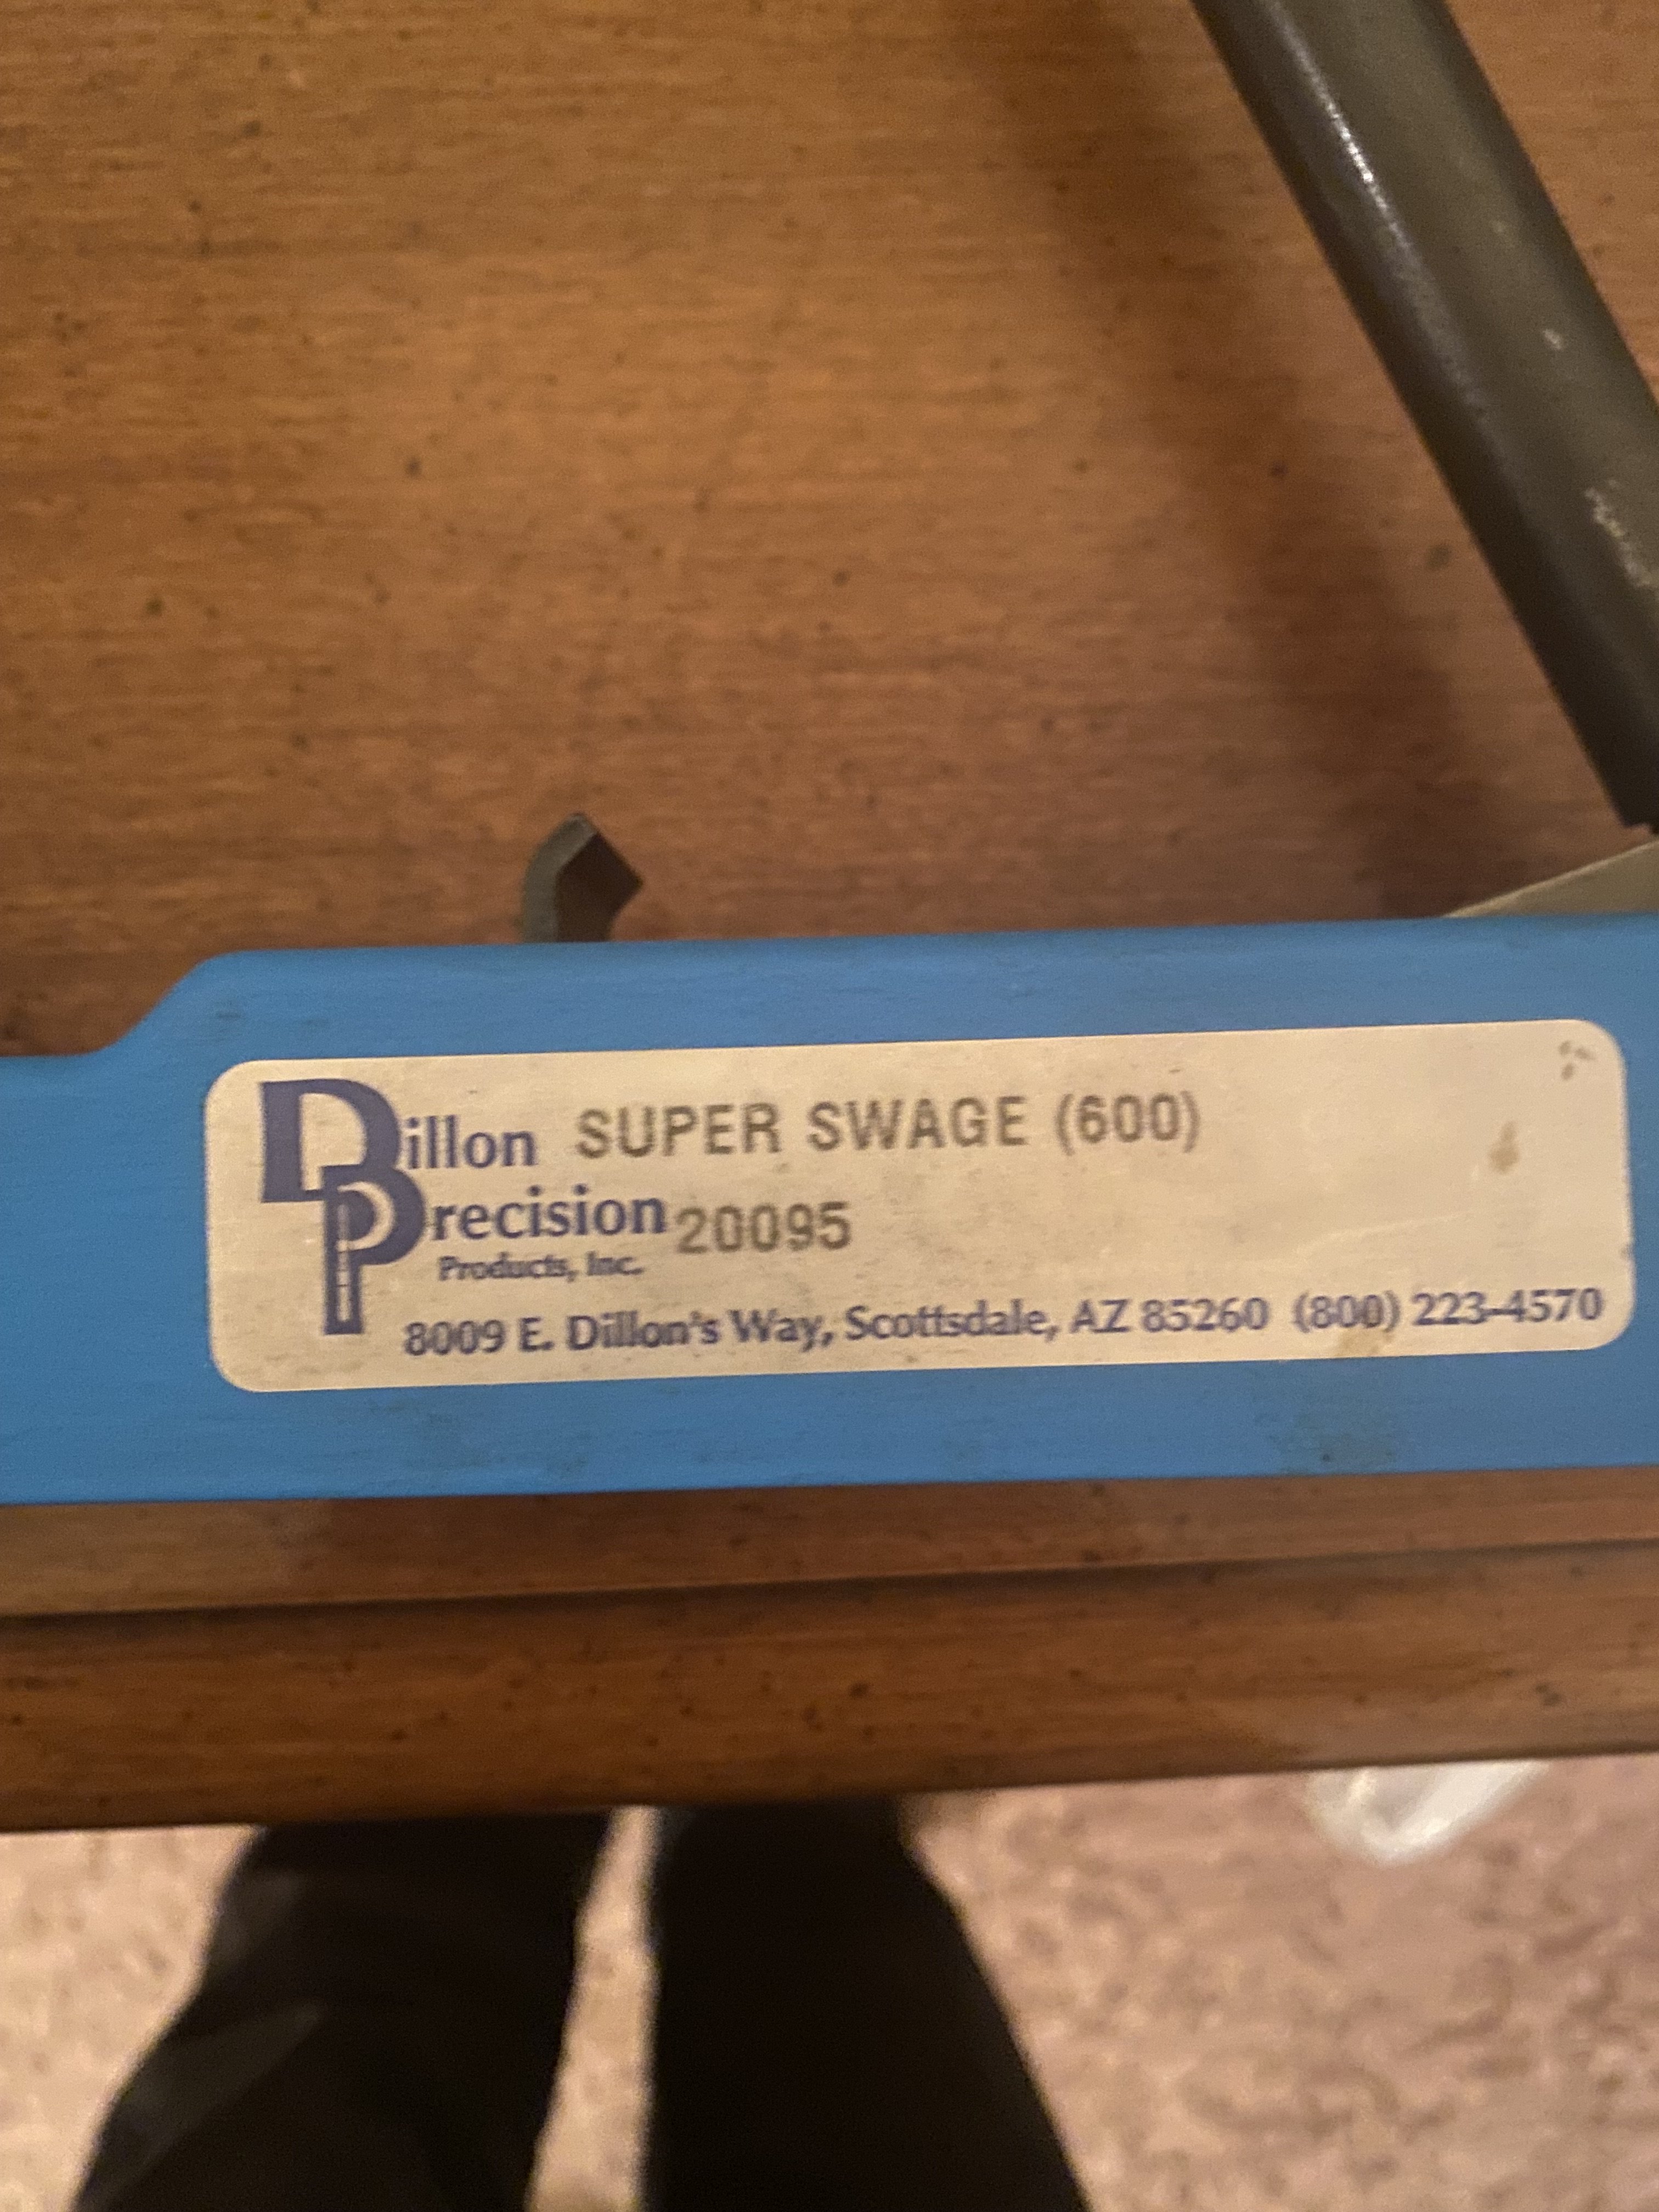 Dillon SUPER SWAGE (600)
Precision 20095
Products, Inc.
8009 E. Dillon's Way, Scottsdale, AZ 85260 (800) 223-4570